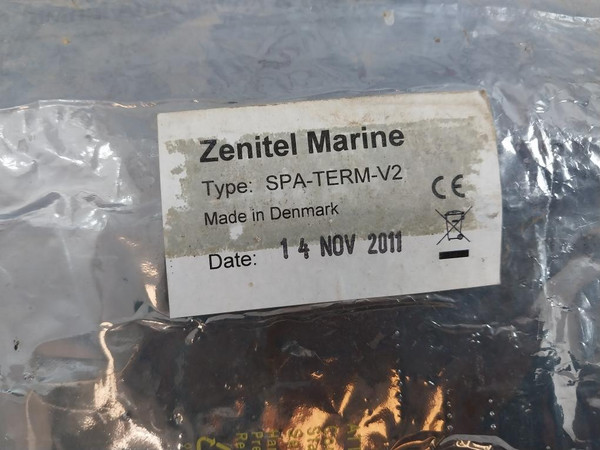 Zenitel Marine
Type: SPA-TERM-V2
CE
Made in Denmark
Date: 14 NOV 2011